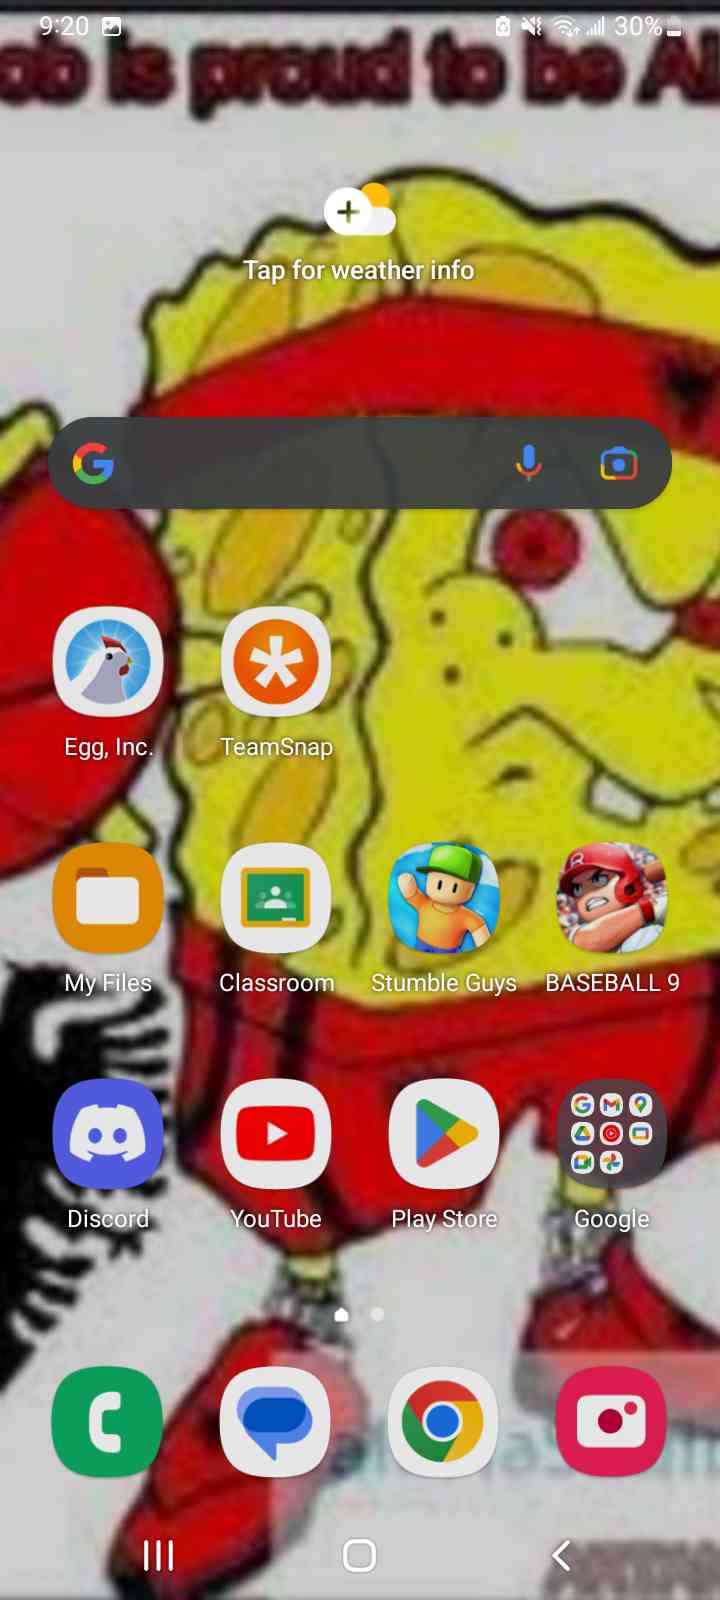 9:20 30%
ob is proud to be Al
Tap for weather info
Egg, Inc. TeamSnap
My Files Classroom Stumble Guys BASEBALL 9
Discord YouTube Play Store Google